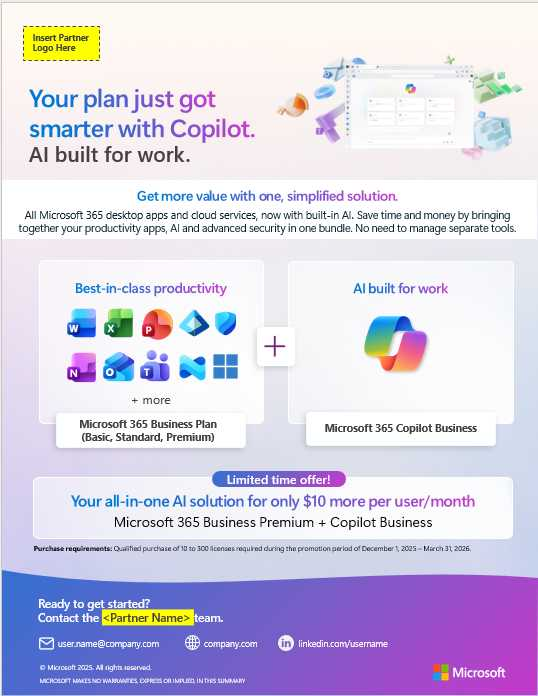 Insert Partner
Logo Here
Your plan just got
smarter with Copilot.
AI built for work.
Get more value with one, simplified solution.
All Microsoft 365 desktop apps and cloud services, now with built-in AI. Save time and money by bringing
together your productivity apps, AI and advanced security in one bundle. No need to manage separate tools.
Best-in-class productivity
W X P
N O T
+ more
Microsoft 365 Business Plan
(Basic, Standard, Premium)
AI built for work
Microsoft 365 Copilot Business
Limited time offer!
Your all-in-one AI solution for only $10 more per user/month
Microsoft 365 Business Premium + Copilot Business
Purchase requirements: Qualified purchase of 10 to 300 licenses required during the promotion period of December 1, 2025 – March 31, 2026.
Ready to get started?
Contact the <Partner Name> team.
user.name@company.com
company.com
in linkedin.com/username
© Microsoft 2025. All rights reserved.
MICROSOFT MAKES NO WARRANTIES, EXPRESS OR IMPLIED, IN THIS SUMMARY
Microsoft